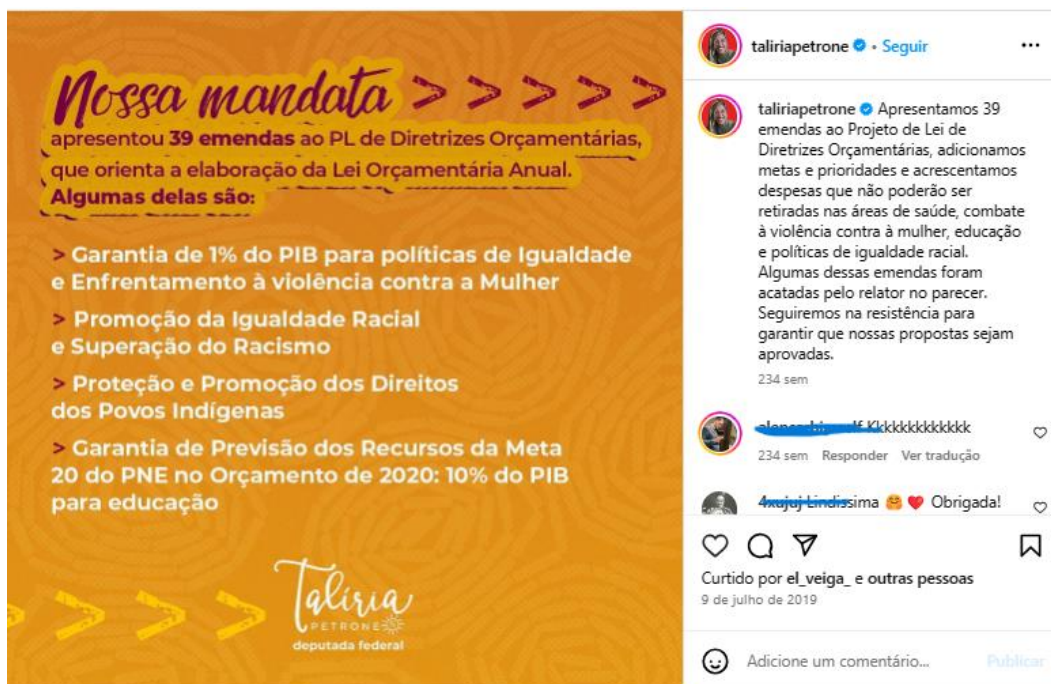 Nossa mandata > > > > >
apresentou 39 emendas ao PL de Diretrizes Orçamentárias,
que orienta a elaboração da Lei Orçamentária Anual.
Algumas delas são:
> Garantia de 1% do PIB para políticas de Igualdade
e Enfrentamento à violência contra a Mulher
> Promoção da Igualdade Racial
e Superação do Racismo
> Proteção e Promoção dos Direitos
dos Povos Indígenas
> Garantia de Previsão dos Recursos da Meta
20 do PNE no Orçamento de 2020: 10% do PIB
para educação
> > > > >
Talíria
PETRONE
deputada federal
taliriapetrone • Seguir
taliriapetrone Apresentamos 39
emendas ao Projeto de Lei de
Diretrizes Orçamentárias, adicionamos
metas e prioridades e acrescentamos
despesas que não poderão ser
retiradas nas áreas de saúde, combate
à violência contra à mulher, educação
e políticas de igualdade racial.
Algumas dessas emendas foram
acatadas pelo relator no parecer.
Seguiremos na resistência para
garantir que nossas propostas sejam
aprovadas.
234 sem
Kkkkkkkkkkkkk
234 sem Responder Ver tradução
Lindissima 🤗 ❤️ Obrigada!
Curtido por el_veiga_ e outras pessoas
9 de julho de 2019
Adicione um comentário... Publicar